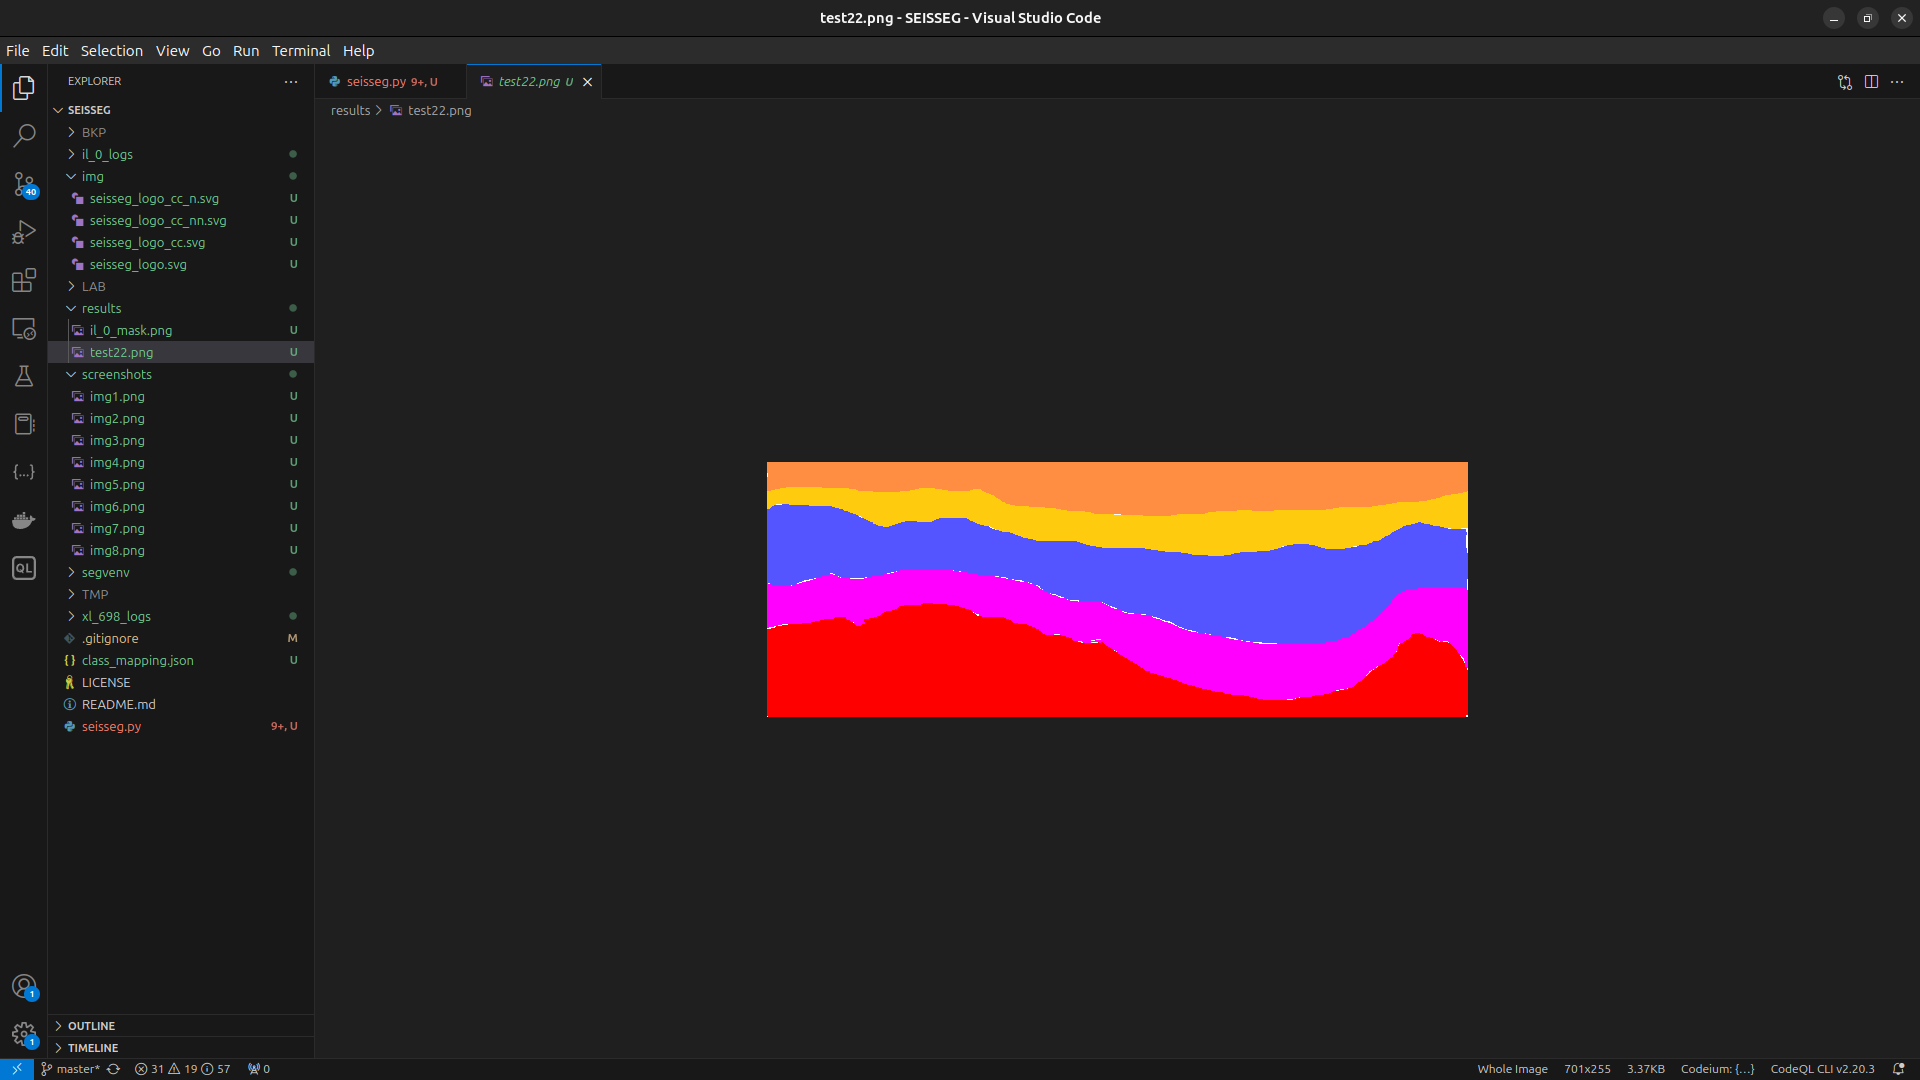 test22.png - SEISSEG - Visual Studio Code
File Edit Selection View Go Run Terminal Help
EXPLORER
seisseg.py 9+, U
test22.png U
results > test22.png
SEISSEG
BKP
il_0_logs
img
seisseg_logo_cc_n.svg U
seisseg_logo_cc_nn.svg U
seisseg_logo_cc.svg U
seisseg_logo.svg U
LAB
results
il_0_mask.png U
test22.png U
screenshots
img1.png U
img2.png U
img3.png U
img4.png U
img5.png U
img6.png U
img7.png U
img8.png U
segvenv
TMP
xl_698_logs
.gitignore M
{} class_mapping.json U
LICENSE
README.md
seisseg.py 9+, U
40
{...}
QL
1
1
OUTLINE
TIMELINE
master* 31 19 57 0
Whole Image 701x255 3.37KB Codeium: {...} CodeQL CLI v2.20.3